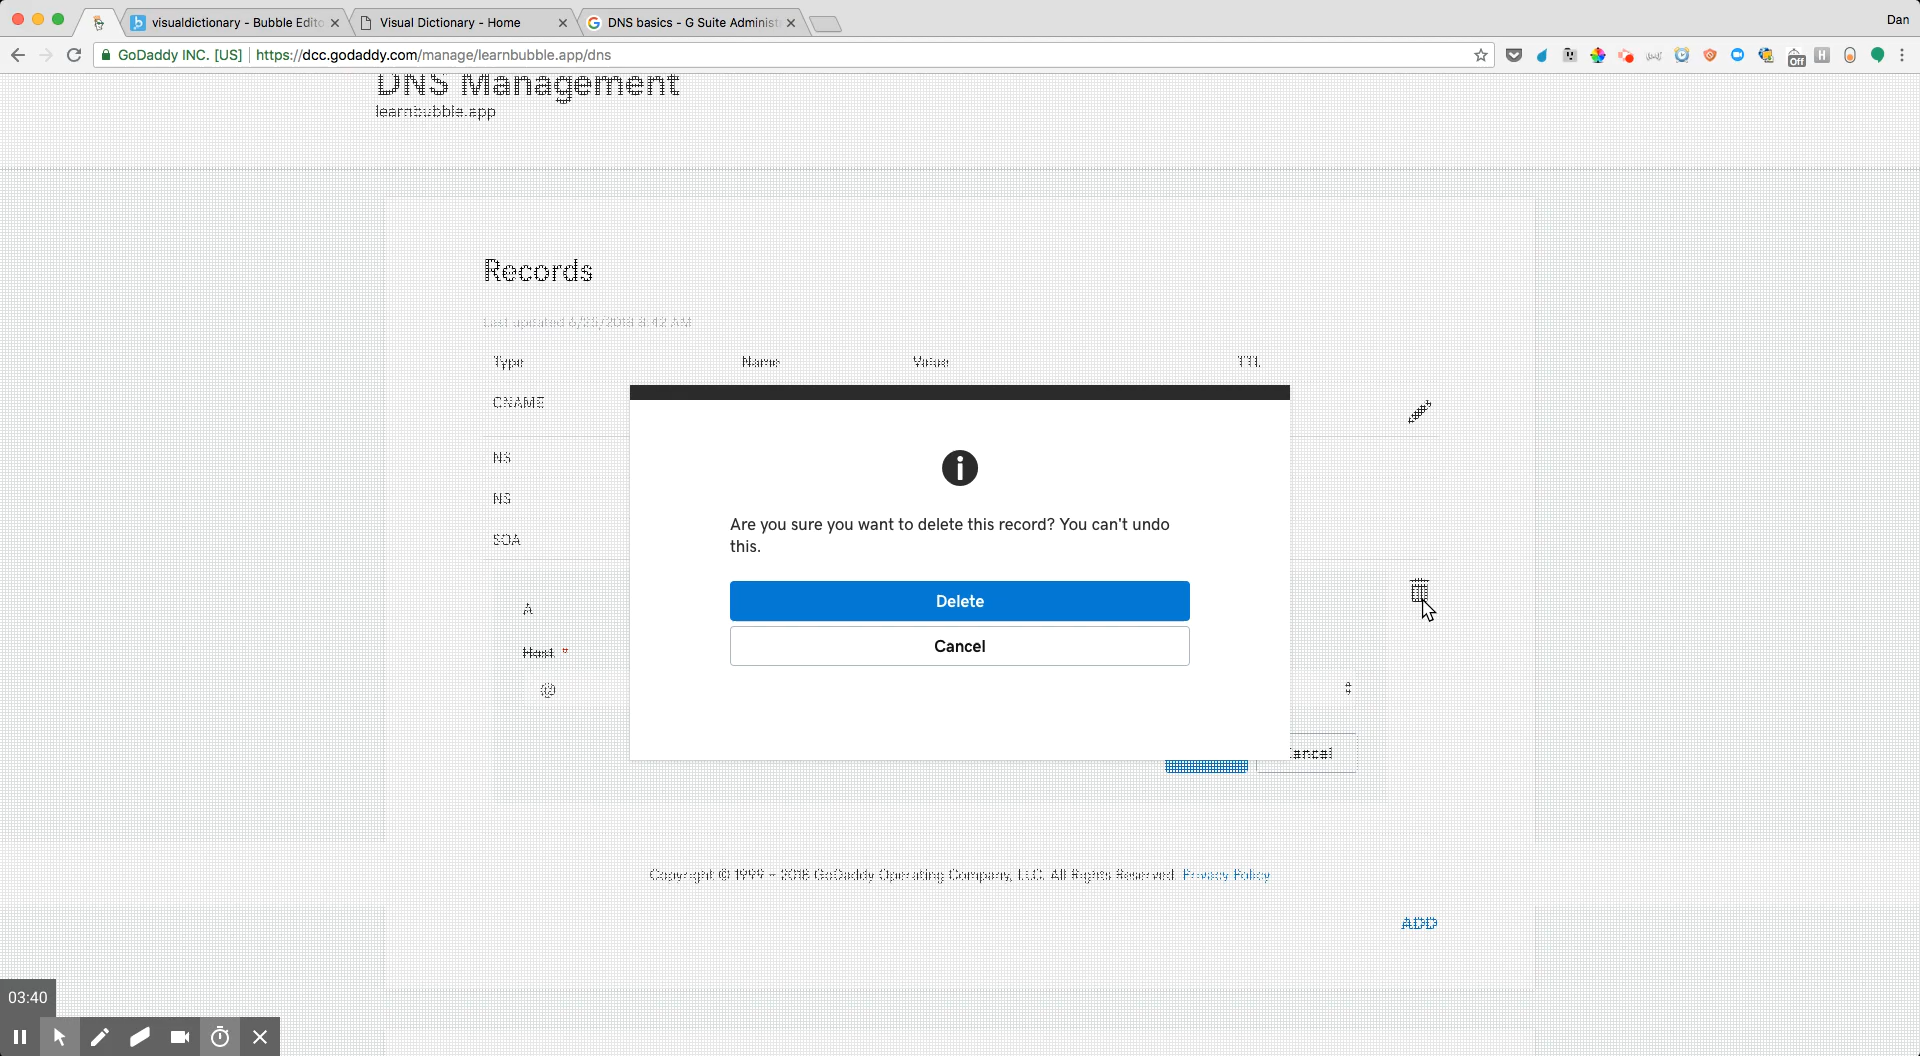 visualdictionary - Bubble Edito
Visual Dictionary - Home
DNS basics - G Suite Administ
Dan
GoDaddy INC. [US]
https://dcc.godaddy.com/manage/learnbubble.app/dns
Off
H
DNS Management
learnbubble.app
Records
Last updated 6/25/2018 8:42 AM
Type Name Value TTL
CNAME
NS
NS
SOA
Are you sure you want to delete this record? You can't undo
this.
Delete
Cancel
A
Host *
@
ancel
Copyright © 1999 - 2018 GoDaddy Operating Company, LLC. All Rights Reserved. Privacy Policy
ADD
03:40